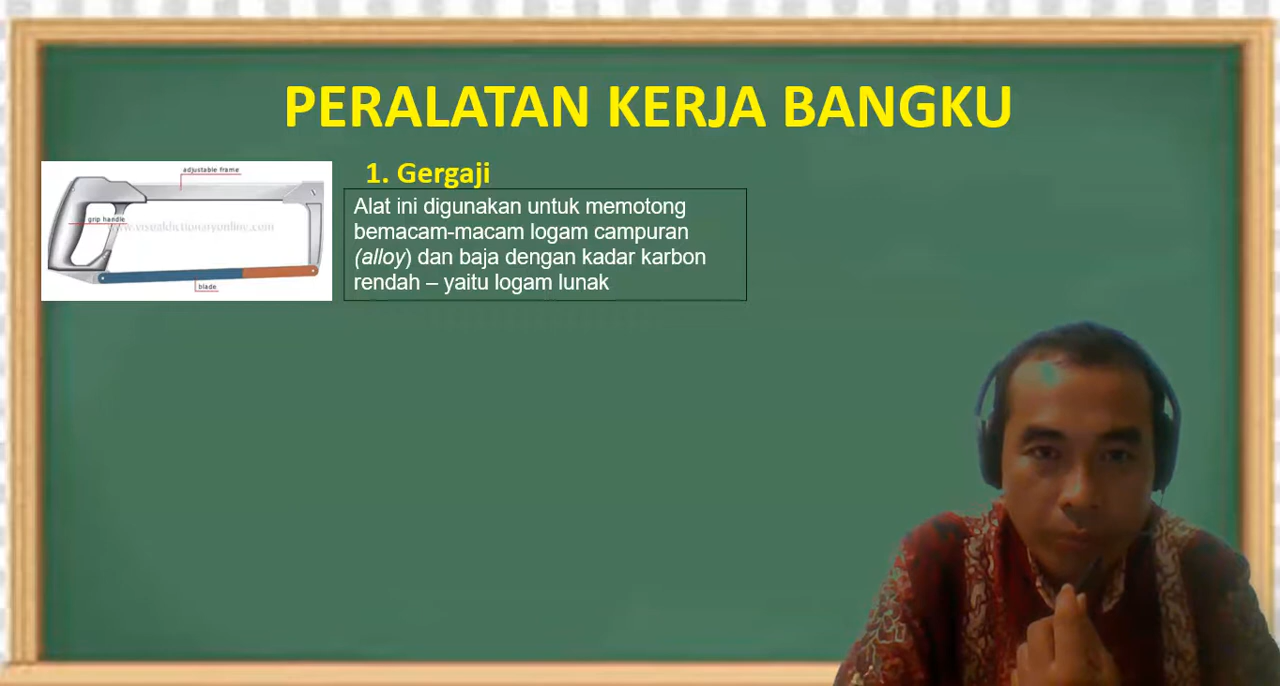 PERALATAN KERJA BANGKU
1. Gergaji
adjustable frame
grip handle
www.visualdictionaryonline.com
blade
Alat ini digunakan untuk memotong
bemacam-macam logam campuran
(alloy) dan baja dengan kadar karbon
rendah – yaitu logam lunak